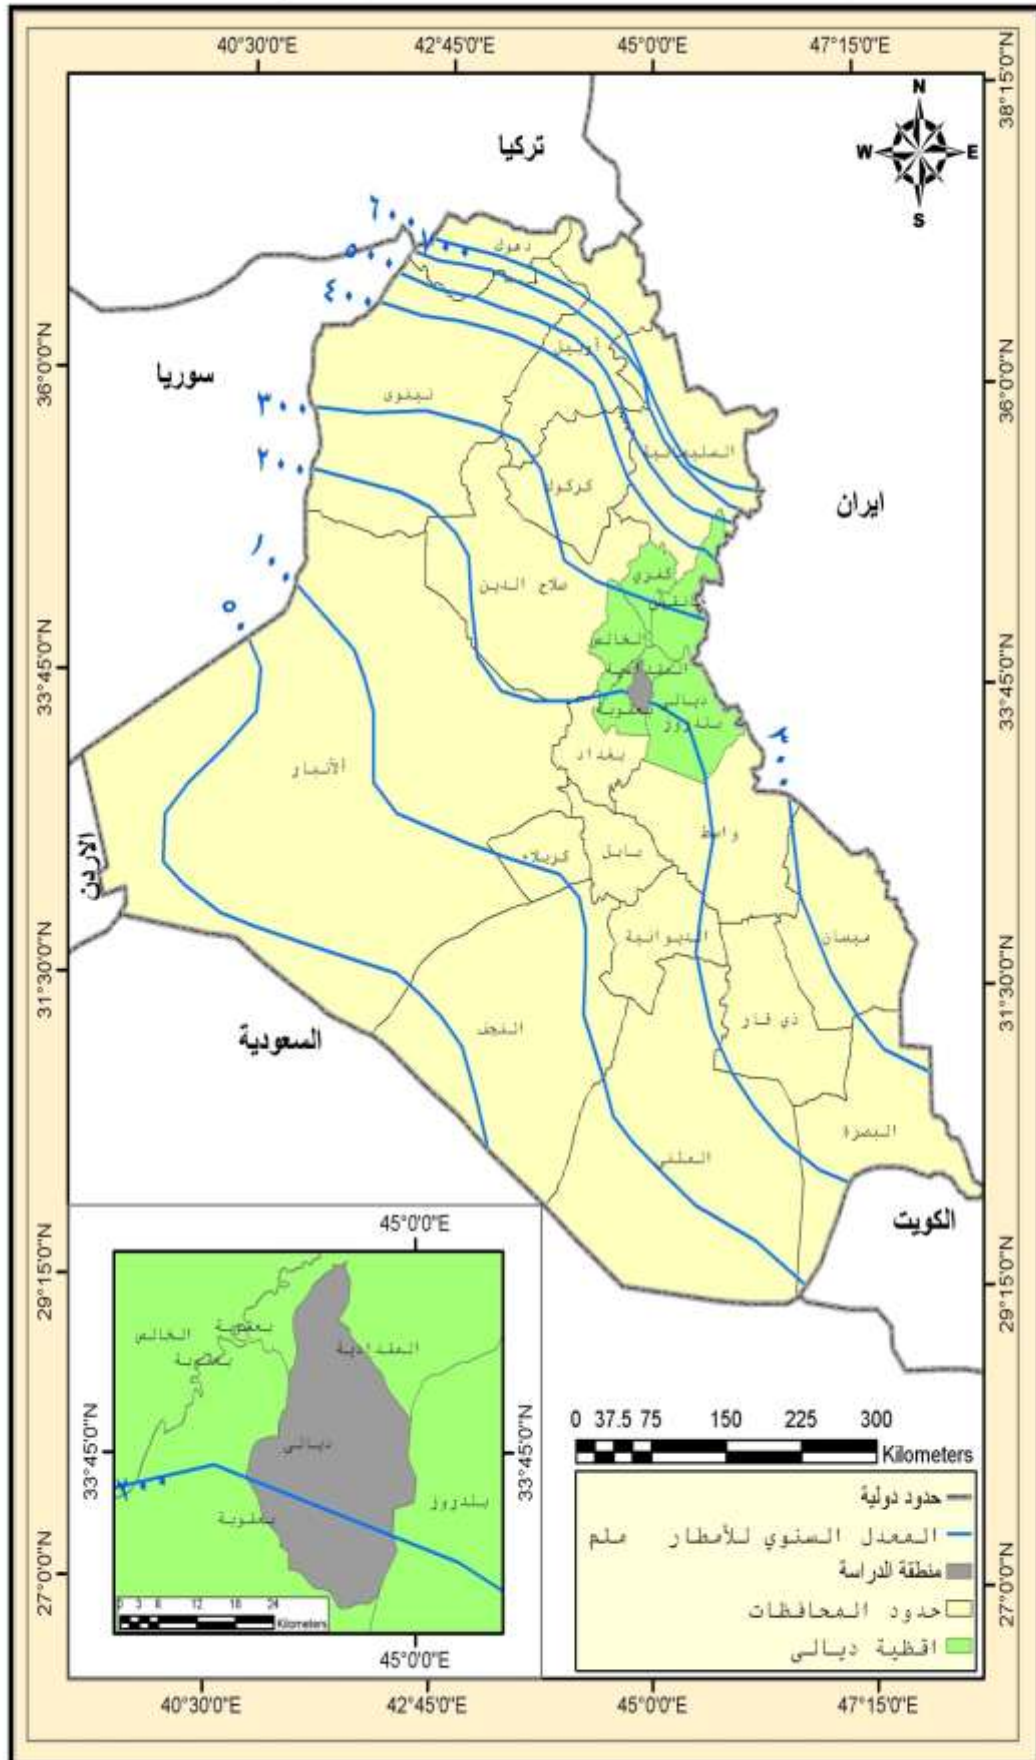 40°30'0"E 42°45'0"E 45°0'0"E 47°15'0"E
38°15'0"N
36°0'0"N
33°45'0"N
31°30'0"N
29°15'0"N
27°0'0"N
36°0'0"N
33°45'0"N
31°30'0"N
29°15'0"N
27°0'0"N
N
W E
S
تركيا
سوريا
ايران
الاردن
السعودية
الكويت
٧٠٠
٦٠٠
٥٠٠
٤٠٠
٣٠٠
٢٠٠
١٠٠
٥٠
دهوك
أربيل
نينوى
السليمانية
كركوك
صلاح الدين
كفري
خانقين
الخالص
المقدادية
ديالى
بعقوبة
بلدروز
بغداد
الأنبار
واسط
بابل
كربلاء
الديوانية
ميسان
ذي قار
النجف
المثنى
البصرة
45°0'0"E
33°45'0"N
33°45'0"N
الخالص
بعقوبة
بعقوبة
المقدادية
ديالى
بعقوبة
بلدروز
0 3 6 12 18 24
Kilometers
45°0'0"E
0 37.5 75 150 225 300
Kilometers
حدود دولية
المعدل السنوي للأمطار ملم
منطقة الدراسة
حدود المحافظات
اقظية ديالى
40°30'0"E 42°45'0"E 45°0'0"E 47°15'0"E